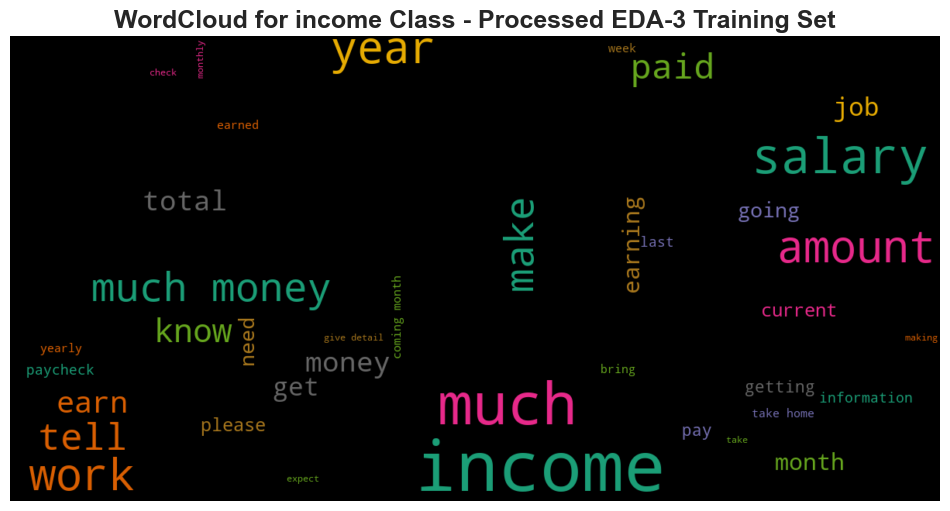 WordCloud for income Class - Processed EDA-3 Training Set
year
week
paid
check
monthly
job
earned
salary
total
make
earning
going
last
amount
much money
coming month
current
know
need
give detail
making
yearly
money
paycheck
bring
get
getting
information
earn
much
take home
please
pay
tell
take
work
income
month
expect